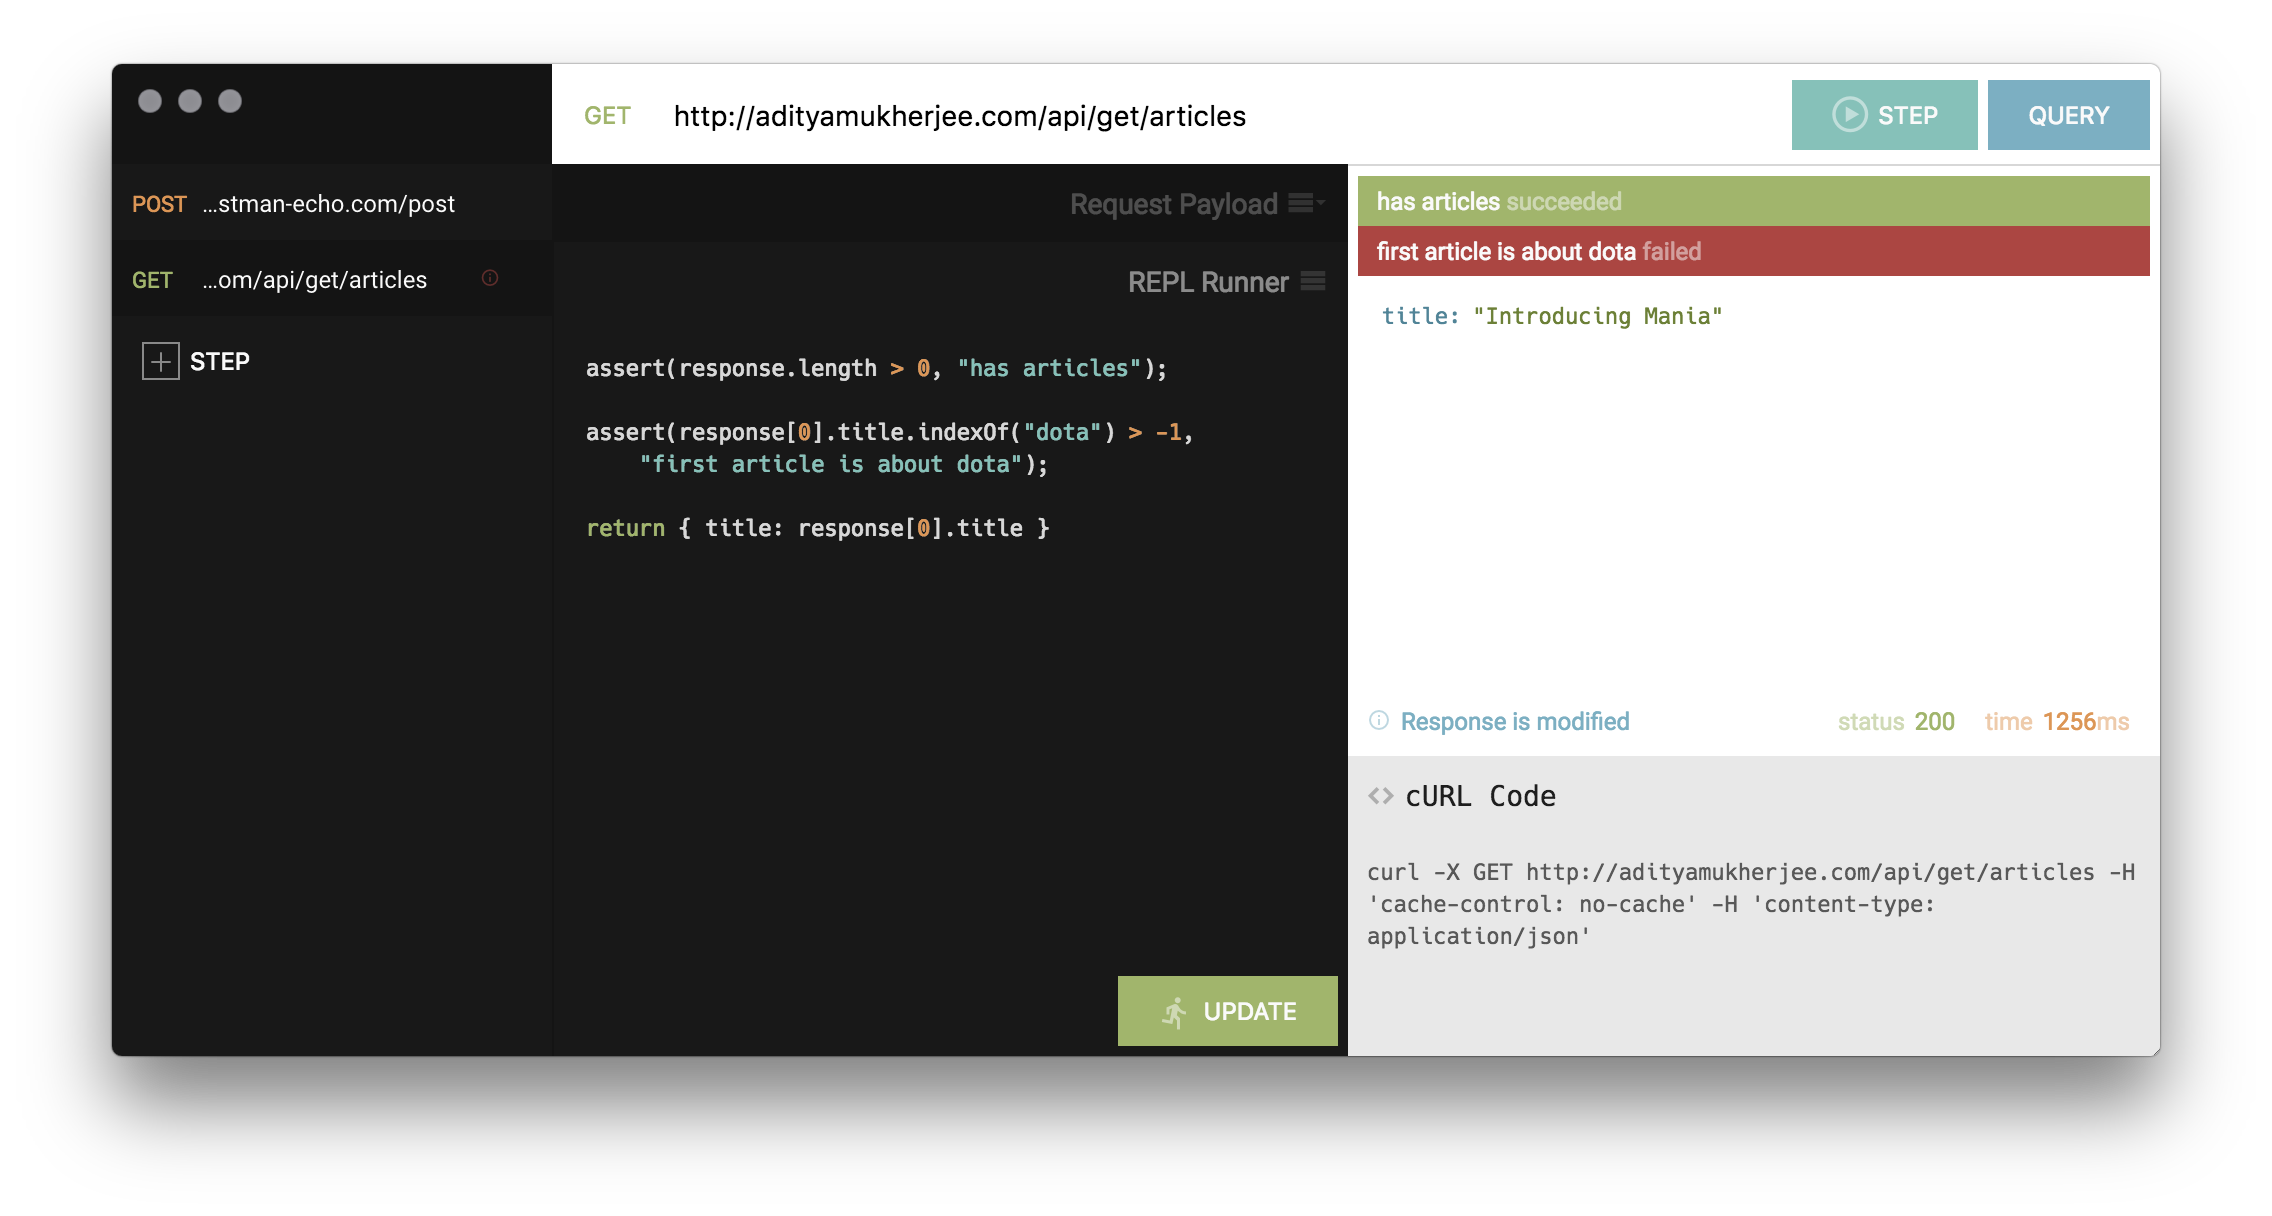 GET http://adityamukherjee.com/api/get/articles
STEP
QUERY
POST ...stman-echo.com/post
GET ...om/api/get/articles
STEP
Request Payload
REPL Runner
assert(response.length > 0, "has articles");
assert(response[0].title.indexOf("dota") > -1,
"first article is about dota");
return { title: response[0].title }
UPDATE
has articles succeeded
first article is about dota failed
title: "Introducing Mania"
Response is modified
status 200 time 1256ms
<> cURL Code
curl -X GET http://adityamukherjee.com/api/get/articles -H
'cache-control: no-cache' -H 'content-type:
application/json'